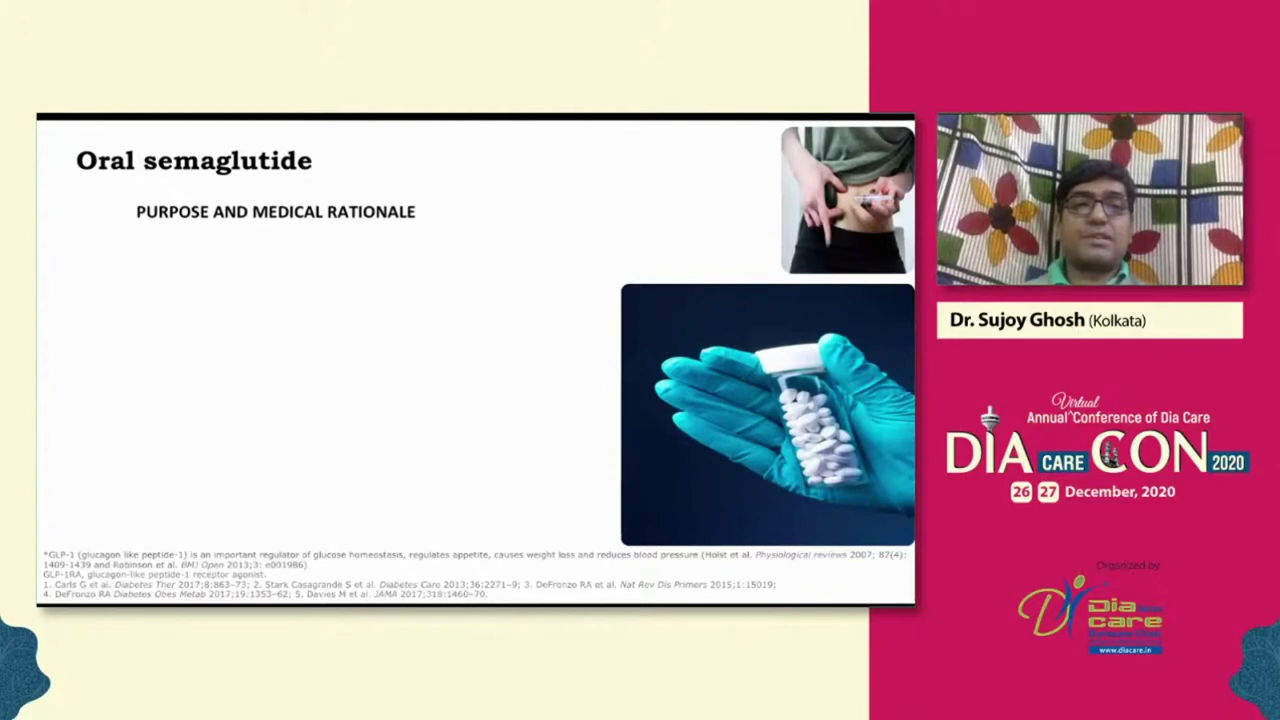 Oral semaglutide
PURPOSE AND MEDICAL RATIONALE
*GLP-1 (glucagon like peptide-1) is an important regulator of glucose homeostasis, regulates appetite, causes weight loss and reduces blood pressure (Holst et al. Physiological reviews 2007; 87(4):
1409-1439 and Robinson et al. BMJ Open 2013;3: e001986)
GLP-1RA, glucagon-like peptide-1 receptor agonist.
1. Carls G et al. Diabetes Ther 2017;8:863–73; 2. Stark Casagrande S et al. Diabetes Care 2013;36:2271–9; 3. DeFronzo RA et al. Nat Rev Dis Primers 2015;1:15019;
4. DeFronzo RA Diabetes Obes Metab 2017;19:1353–62; 5. Davies M et al. JAMA 2017;318:1460–70.
Dr. Sujoy Ghosh (Kolkata)
Virtual
Annual^Conference of Dia Care
DIA CARE CON 2020
26 27 December, 2020
Organized by
Dia
care
www.diacare.in